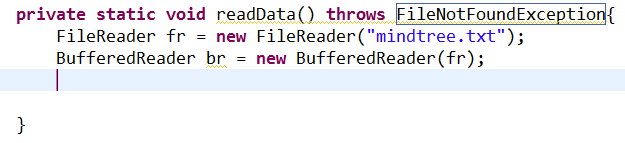 private static void readData() throws FileNotFoundException{
    FileReader fr = new FileReader("mindtree.txt");
    BufferedReader br = new BufferedReader(fr);
}